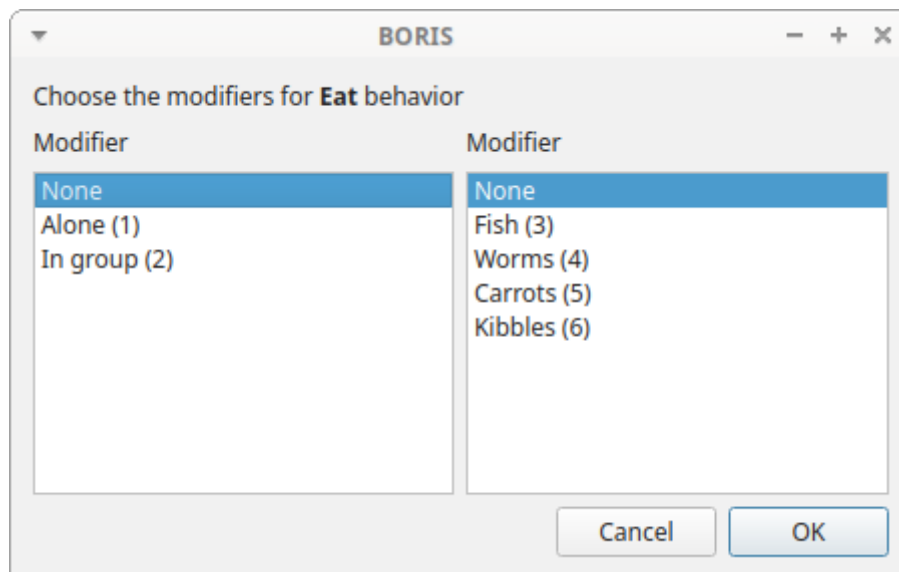 BORIS
Choose the modifiers for Eat behavior
Modifier
None
Alone (1)
In group (2)
Modifier
None
Fish (3)
Worms (4)
Carrots (5)
Kibbles (6)
Cancel
OK